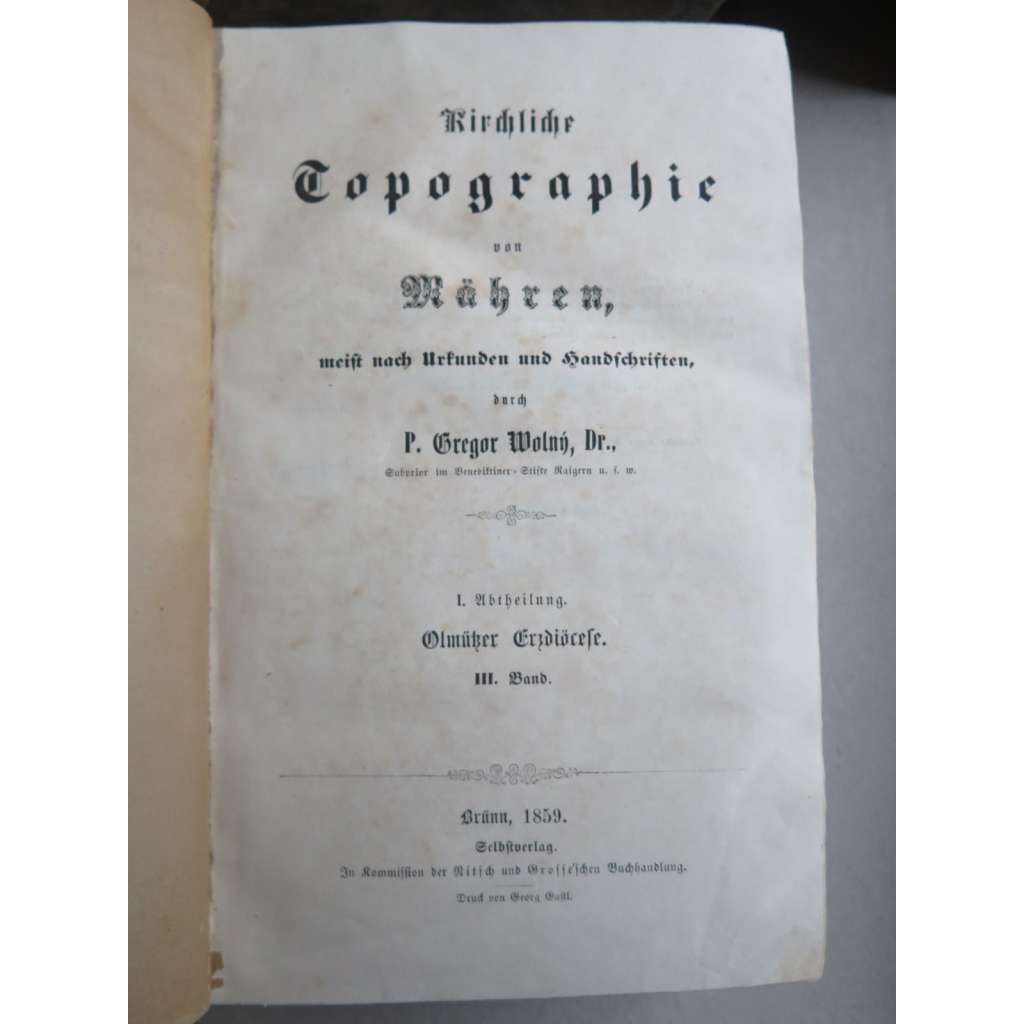 Kirchliche
Topographie
von
Mähren,
meiſt nach Urkunden und Handſchriften,
durch
P. Gregor Wolný, Dr.,
Subprior im Benediktiner-Stifte Raigern u. ſ. w.
I. Abtheilung.
Olmützer Erzdiöceſe.
III. Band.
Brünn, 1859.
Selbſtverlag.
In Kommiſſion der Nitſch und Groſſe'ſchen Buchhandlung.
Druck von Georg Gaſtl.